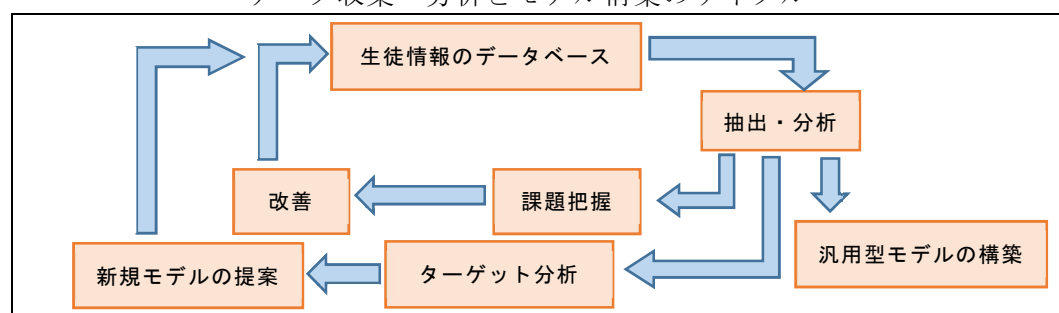 生徒情報のデータベース
抽出・分析
改善
課題把握
汎用型モデルの構築
新規モデルの提案
ターゲット分析